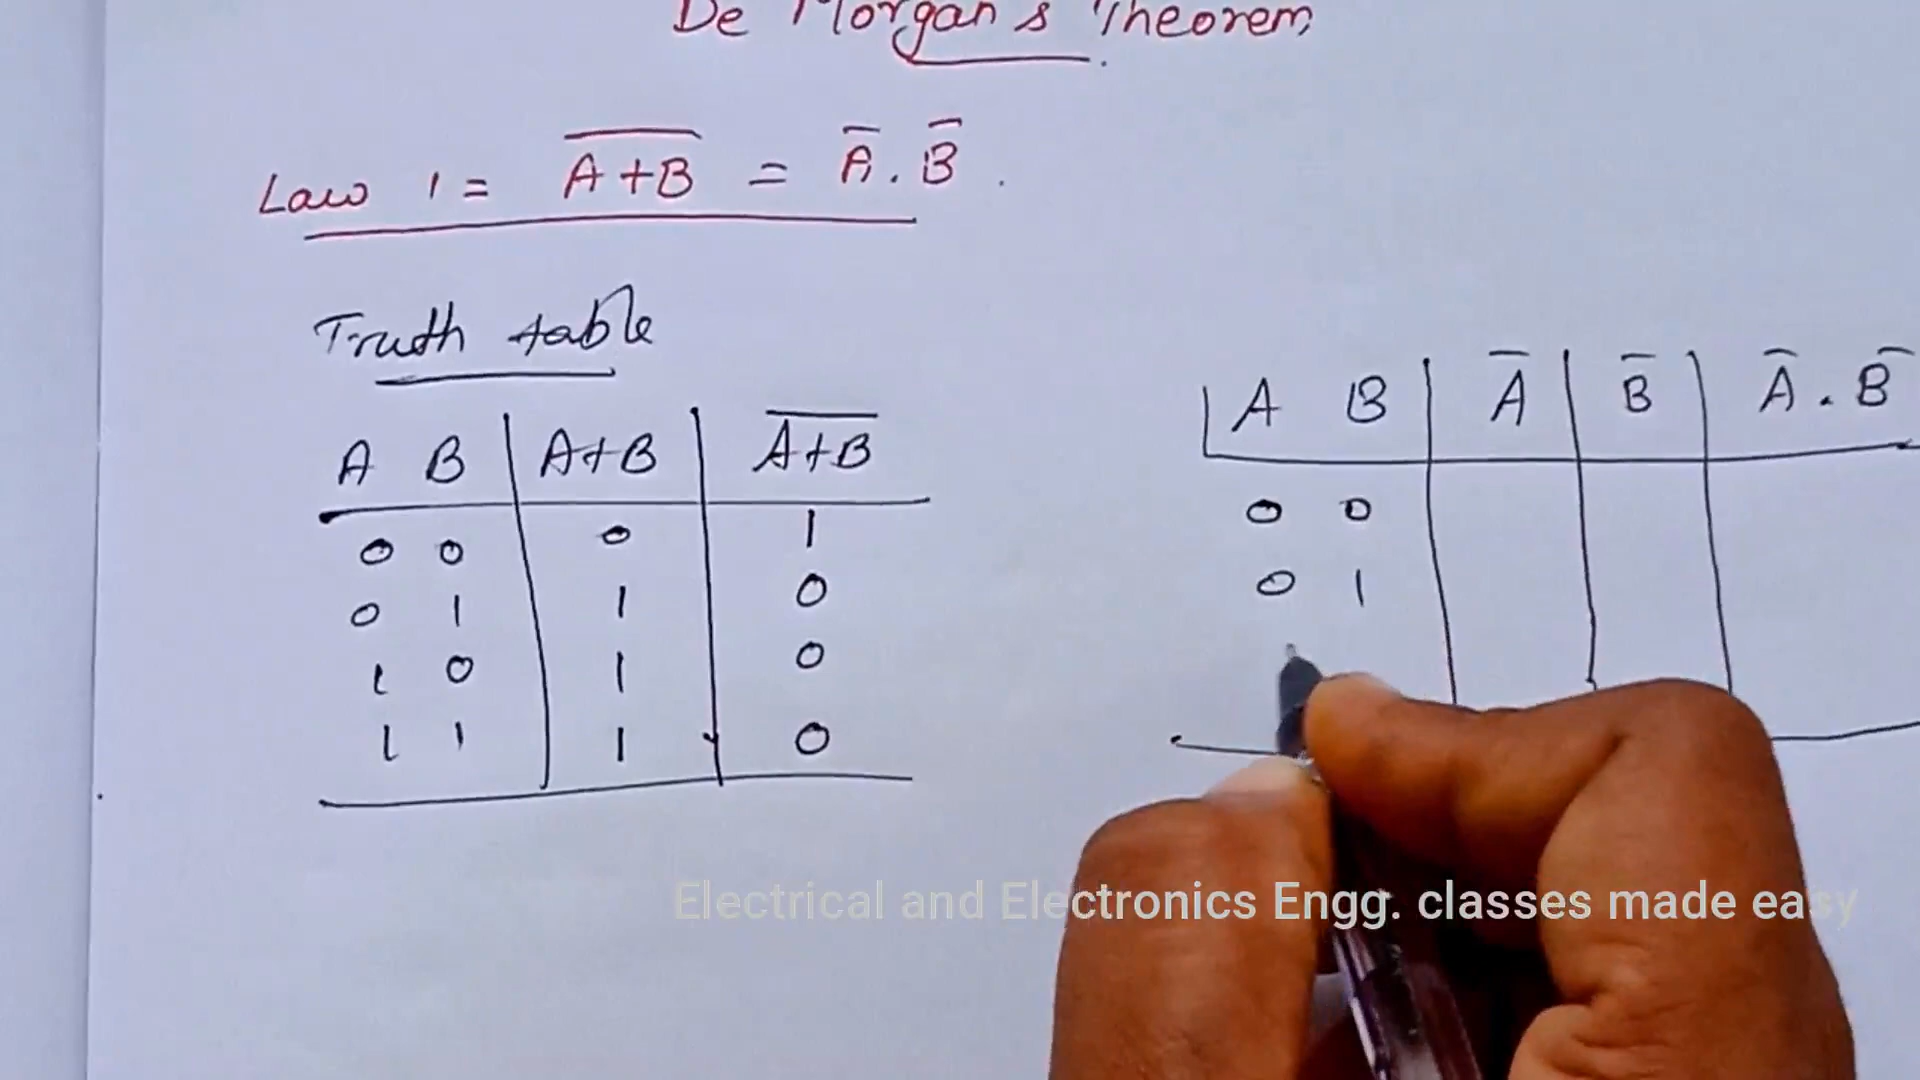 De Morgan's Theorem
Law 1 = A̅+̅B̅ = A̅ . B̅ .
Truth table
A B | A+B | A̅+̅B̅
0 0 | 0 | 1
0 1 | 1 | 0
1 0 | 1 | 0
1 1 | 1 | 0
A B | A̅ | B̅ | A̅ . B̅
0 0
0 1
Electrical and Electronics Engg. classes made easy